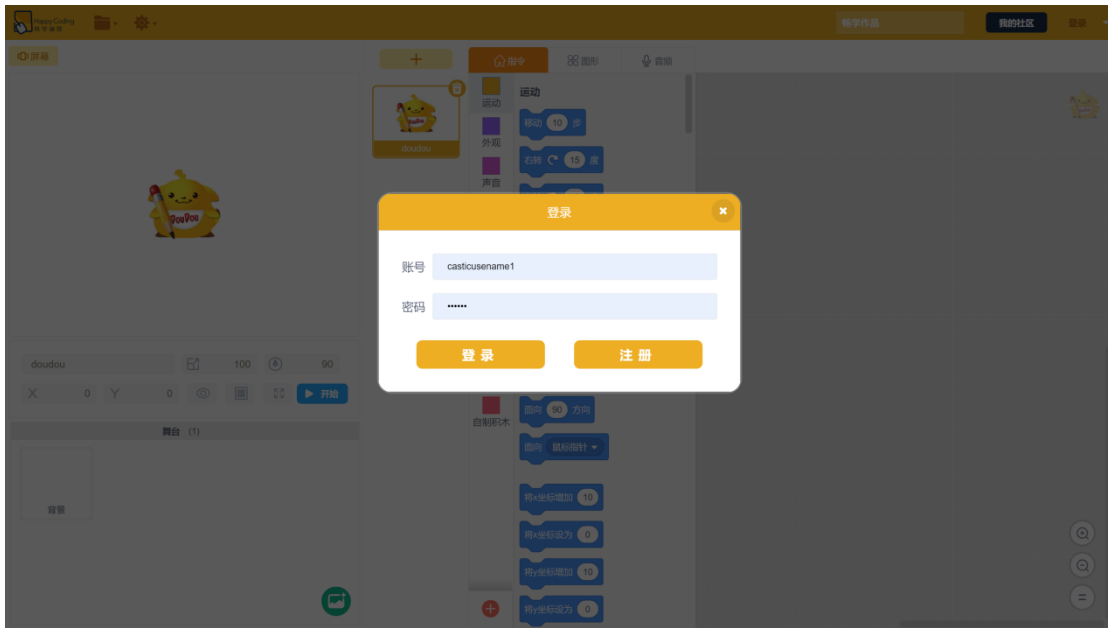 Happy Coding
畅学编程
畅学作品
我的社区
登录
屏幕
指令
图形
音频
运动
运动
移动 10 步
外观
doudou
右转 15 度
声音
DouDou
登录
账号
casticusename1
密码
••••••
登 录
注 册
doudou
100
90
X 0
Y 0
开始
面向 90 方向
自制积木
舞台 (1)
面向 鼠标指针
将x坐标增加 10
背景
将x坐标设为 0
将y坐标增加 10
将y坐标设为 0